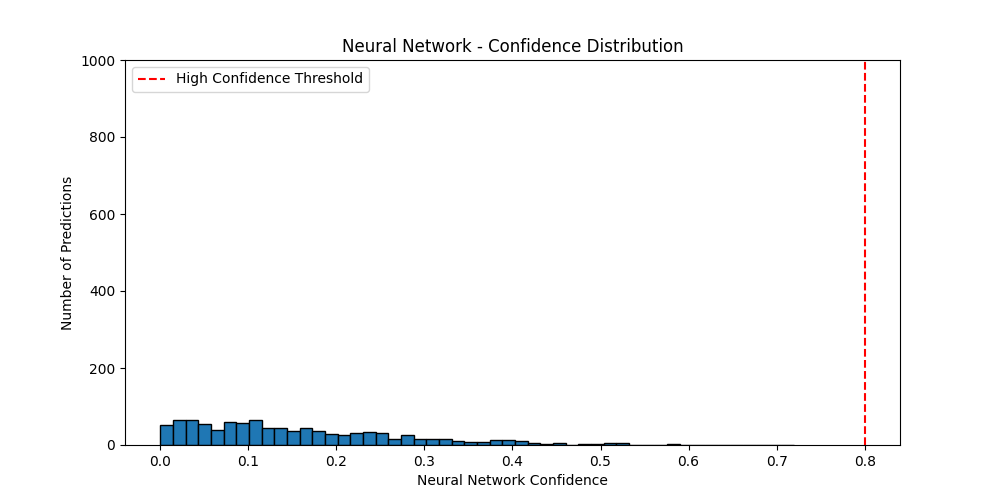 Neural Network - Confidence Distribution
High Confidence Threshold
Number of Predictions
1000
800
600
400
200
0
0.0 0.1 0.2 0.3 0.4 0.5 0.6 0.7 0.8
Neural Network Confidence